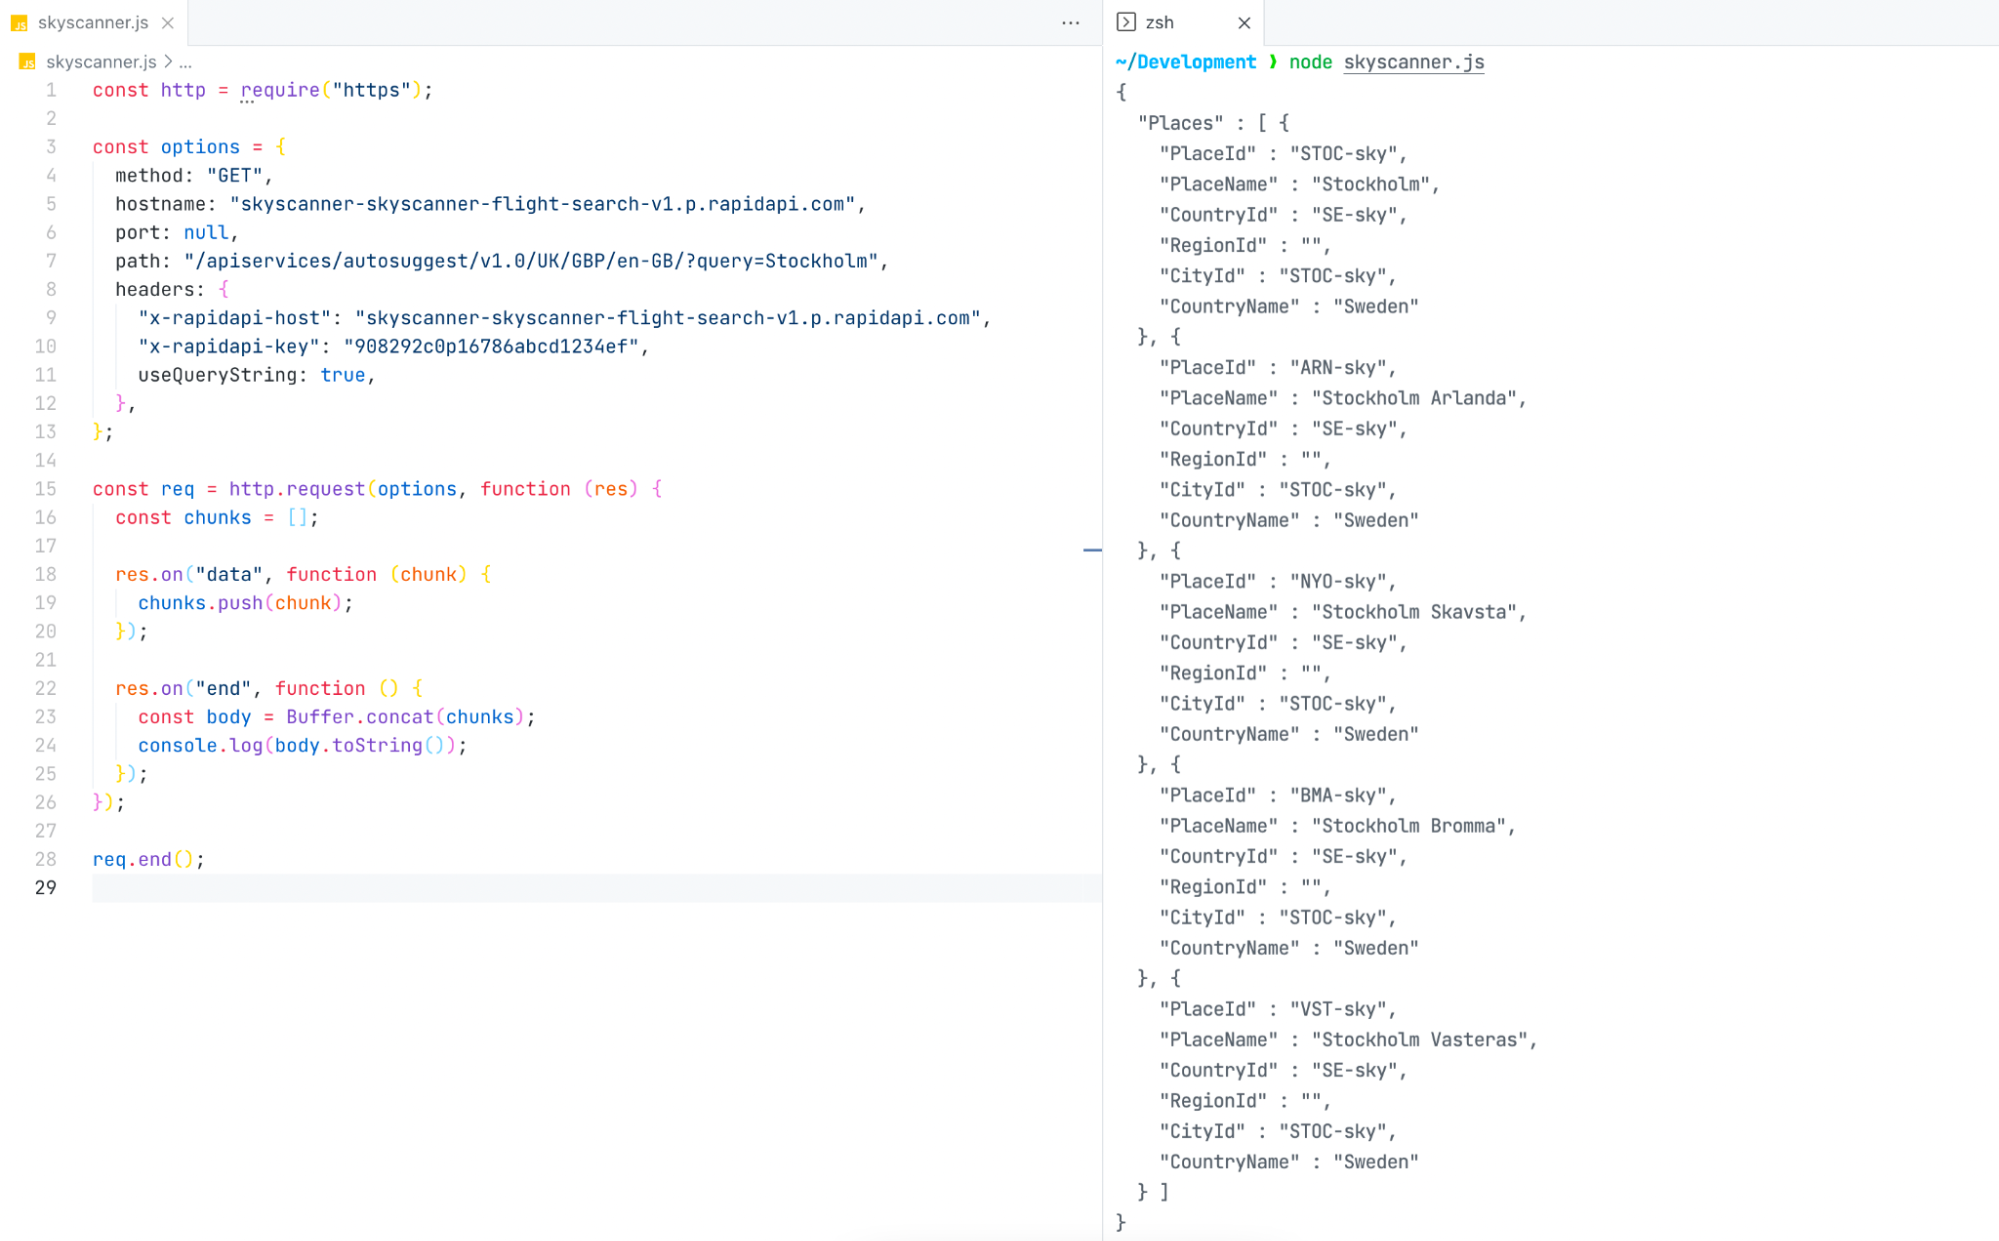 skyscanner.js
skyscanner.js > ...
1 const http = require("https");
2
3 const options = {
4   method: "GET",
5   hostname: "skyscanner-skyscanner-flight-search-v1.p.rapidapi.com",
6   port: null,
7   path: "/apiservices/autosuggest/v1.0/UK/GBP/en-GB/?query=Stockholm",
8   headers: {
9     "x-rapidapi-host": "skyscanner-skyscanner-flight-search-v1.p.rapidapi.com",
10     "x-rapidapi-key": "908292c0p16786abcd1234ef",
11     useQueryString: true,
12   },
13 };
14
15 const req = http.request(options, function (res) {
16   const chunks = [];
17
18   res.on("data", function (chunk) {
19     chunks.push(chunk);
20   });
21
22   res.on("end", function () {
23     const body = Buffer.concat(chunks);
24     console.log(body.toString());
25   });
26 });
27
28 req.end();
29
zsh
~/Development ❯ node skyscanner.js
{
  "Places" : [ {
    "PlaceId" : "STOC-sky",
    "PlaceName" : "Stockholm",
    "CountryId" : "SE-sky",
    "RegionId" : "",
    "CityId" : "STOC-sky",
    "CountryName" : "Sweden"
  }, {
    "PlaceId" : "ARN-sky",
    "PlaceName" : "Stockholm Arlanda",
    "CountryId" : "SE-sky",
    "RegionId" : "",
    "CityId" : "STOC-sky",
    "CountryName" : "Sweden"
  }, {
    "PlaceId" : "NYO-sky",
    "PlaceName" : "Stockholm Skavsta",
    "CountryId" : "SE-sky",
    "RegionId" : "",
    "CityId" : "STOC-sky",
    "CountryName" : "Sweden"
  }, {
    "PlaceId" : "BMA-sky",
    "PlaceName" : "Stockholm Bromma",
    "CountryId" : "SE-sky",
    "RegionId" : "",
    "CityId" : "STOC-sky",
    "CountryName" : "Sweden"
  }, {
    "PlaceId" : "VST-sky",
    "PlaceName" : "Stockholm Vasteras",
    "CountryId" : "SE-sky",
    "RegionId" : "",
    "CityId" : "STOC-sky",
    "CountryName" : "Sweden"
  } ]
}